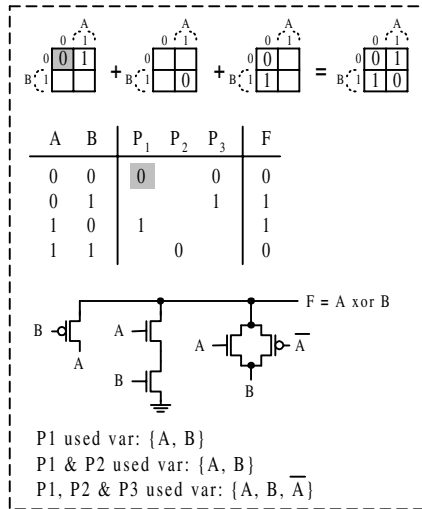 A A A A
0 1 0 1 0 1 0 1
0 0 1 0 0 0 0 0 1
B 1 + B 1 0 + B 1 1 = B 1 1 0
A B P1 P2 P3 F
0 0 0 0 0
0 1 1 1
1 0 1 1
1 1 0 0
F = A xor B
B A A A̅
A B B
P1 used var: {A, B}
P1 & P2 used var: {A, B}
P1, P2 & P3 used var: {A, B, A̅}